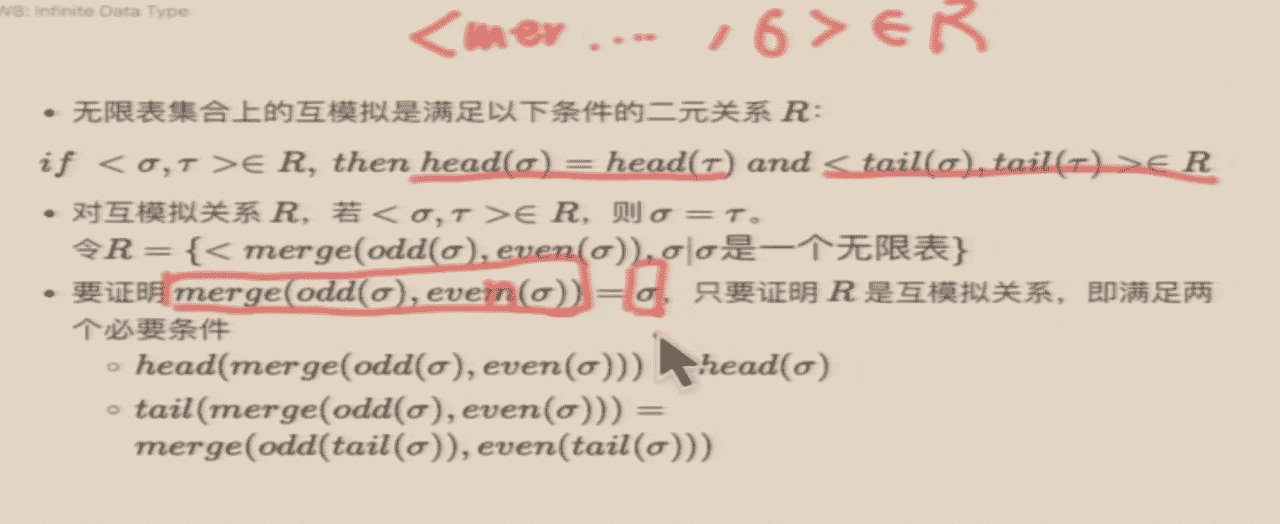 W8: Infinite Data Type
<mer .... , 6 > ∈ R
• 无限表集合上的互模拟是满足以下条件的二元关系 R:
if < σ, τ >∈ R, then head(σ) = head(τ) and < tail(σ), tail(τ) >∈ R
• 对互模拟关系 R，若 < σ, τ >∈ R，则 σ = τ。
令R = {< merge(odd(σ), even(σ)), σ|σ是一个无限表}
• 要证明 merge(odd(σ), even(σ)) = σ，只要证明 R 是互模拟关系，即满足两
个必要条件
◦ head(merge(odd(σ), even(σ))) head(σ)
◦ tail(merge(odd(σ), even(σ))) =
merge(odd(tail(σ)), even(tail(σ)))